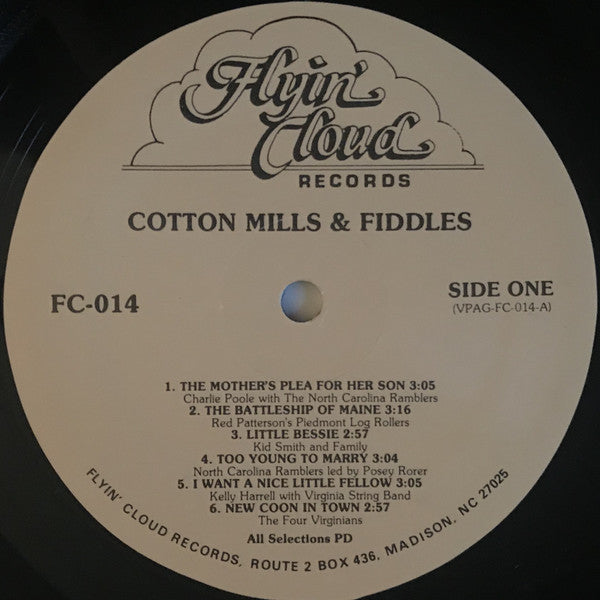 Flyin' Cloud
RECORDS
COTTON MILLS & FIDDLES
FC-014
SIDE ONE
(VPAG-FC-014-A)
1. THE MOTHER'S PLEA FOR HER SON 3:05
Charlie Poole with The North Carolina Ramblers
2. THE BATTLESHIP OF MAINE 3:16
Red Patterson's Piedmont Log Rollers
3. LITTLE BESSIE 2:57
Kid Smith and Family
4. TOO YOUNG TO MARRY 3:04
North Carolina Ramblers led by Posey Rorer
5. I WANT A NICE LITTLE FELLOW 3:05
Kelly Harrell with Virginia String Band
6. NEW COON IN TOWN 2:57
The Four Virginians
All Selections PD
FLYIN' CLOUD RECORDS, ROUTE 2 BOX 436, MADISON, NC 27025